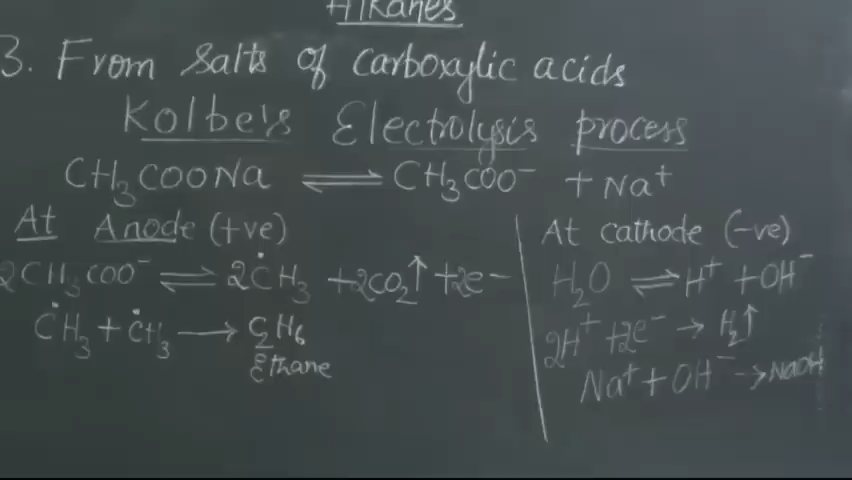 Alkanes
3. From salts of carboxylic acids
Kolbe's Electrolysis process
CH₃COONa ⇌ CH₃COO⁻ + Na⁺
At Anode (+ve)
2CH₃COO⁻ ⇌ 2ĊH₃ + 2CO₂↑ + 2e⁻
ĊH₃ + ĊH₃ → C₂H₆
Ethane
At cathode (-ve)
H₂O ⇌ H⁺ + OH⁻
2H⁺ + 2e⁻ → H₂↑
Na⁺ + OH⁻ → NaOH